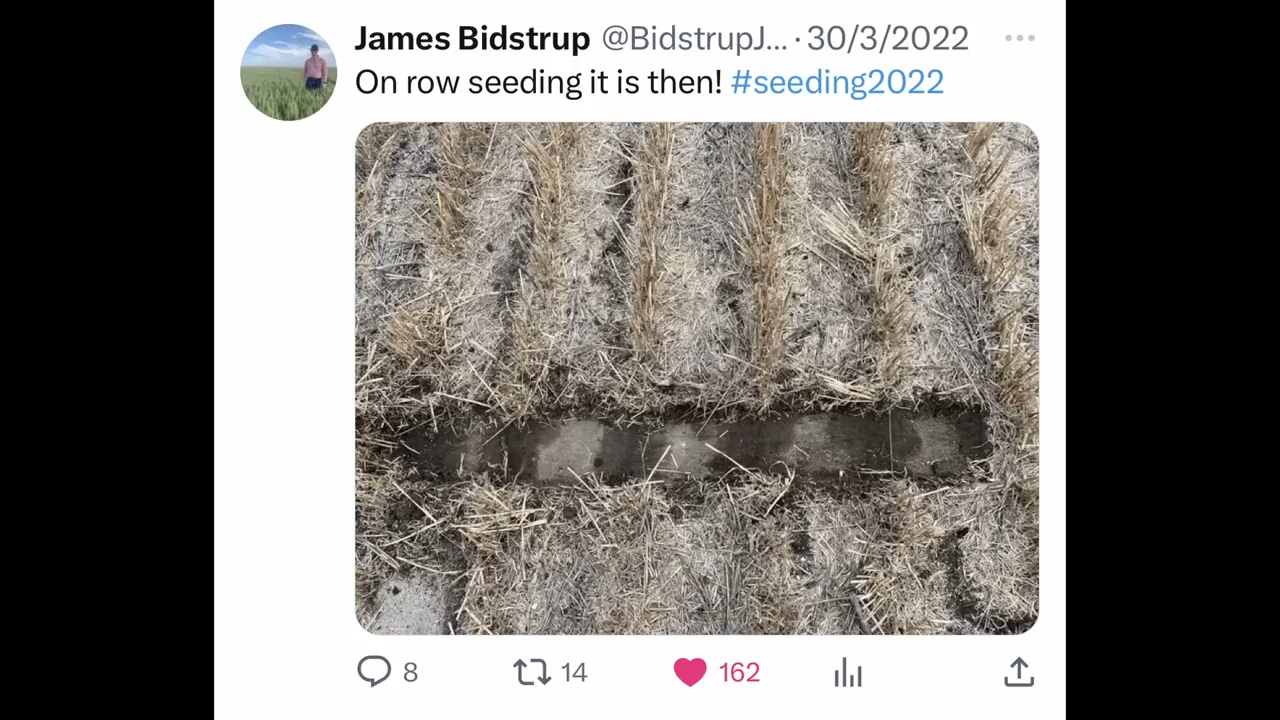 James Bidstrup @BidstrupJ... · 30/3/2022
On row seeding it is then! #seeding2022
8 14 162